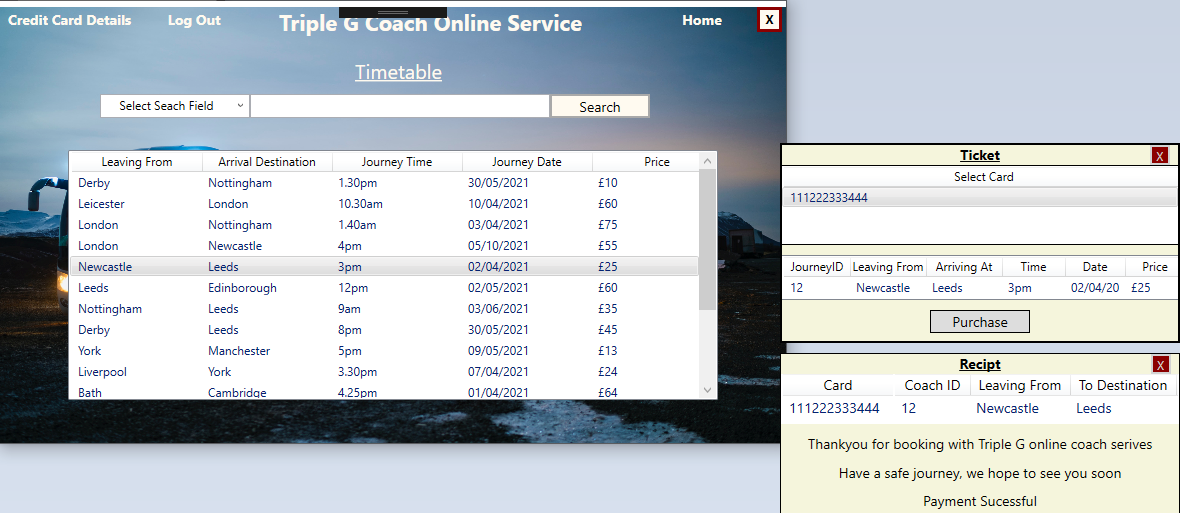 Credit Card Details Log Out Triple G Coach Online Service Home X
Timetable
Select Seach Field Search
Leaving From Arrival Destination Journey Time Journey Date Price
Derby Nottingham 1.30pm 30/05/2021 £10
Leicester London 10.30am 10/04/2021 £60
London Nottingham 1.40am 03/04/2021 £75
London Newcastle 4pm 05/10/2021 £55
Newcastle Leeds 3pm 02/04/2021 £25
Leeds Edinborough 12pm 02/05/2021 £60
Nottingham Leeds 9am 03/06/2021 £35
Derby Leeds 8pm 30/05/2021 £45
York Manchester 5pm 09/05/2021 £13
Liverpool York 3.30pm 07/04/2021 £24
Bath Cambridge 4.25pm 01/04/2021 £64
Ticket X
Select Card
111222333444
JourneyID Leaving From Arriving At Time Date Price
12 Newcastle Leeds 3pm 02/04/20 £25
Purchase
Recipt X
Card Coach ID Leaving From To Destination
111222333444 12 Newcastle Leeds
Thankyou for booking with Triple G online coach serives
Have a safe journey, we hope to see you soon
Payment Sucessful